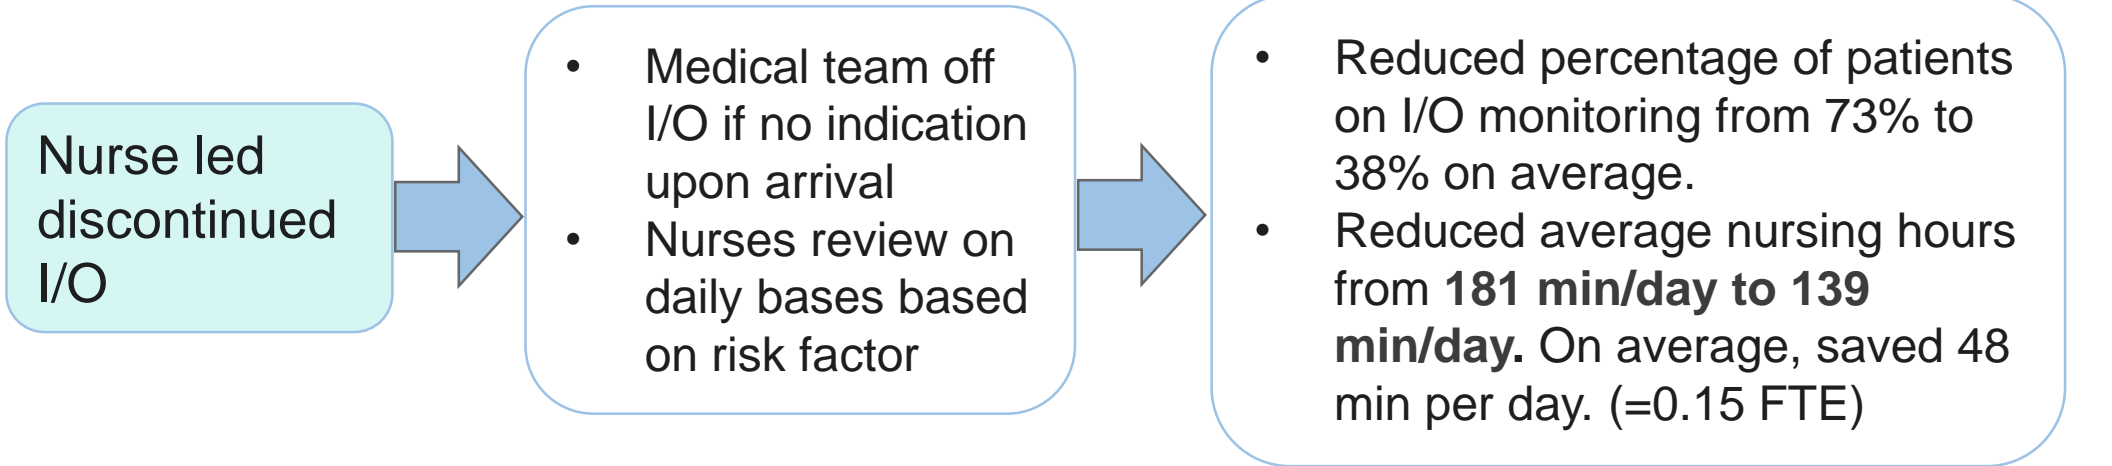 Nurse led
discontinued
I/O
• Medical team off
I/O if no indication
upon arrival
• Nurses review on
daily bases based
on risk factor
• Reduced percentage of patients
on I/O monitoring from 73% to
38% on average.
• Reduced average nursing hours
from 181 min/day to 139
min/day. On average, saved 48
min per day. (=0.15 FTE)